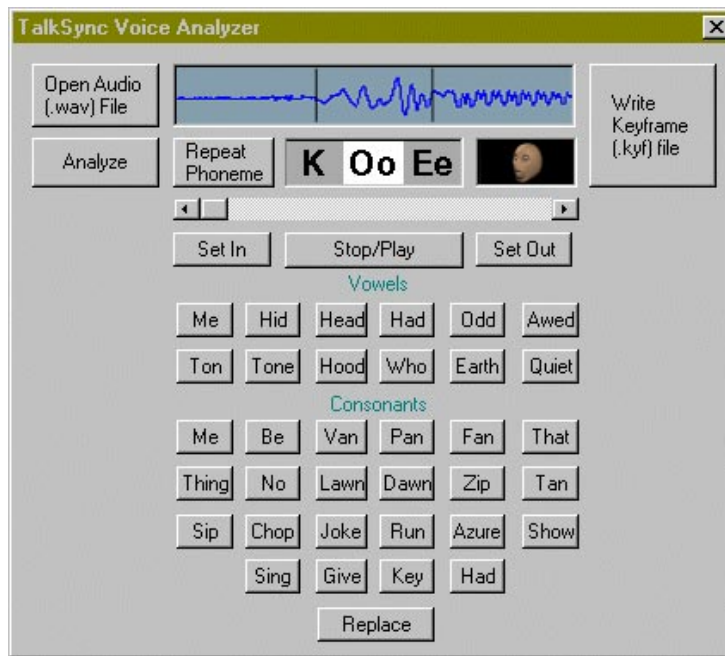 TalkSync Voice Analyzer
Open Audio
(.wav) File
Write
Keyframe
(.kyf) file
Analyze
Repeat
Phoneme
K Oo Ee
Set In Stop/Play Set Out
Vowels
Me Hid Head Had Odd Awed
Ton Tone Hood Who Earth Quiet
Consonants
Me Be Van Pan Fan That
Thing No Lawn Dawn Zip Tan
Sip Chop Joke Run Azure Show
Sing Give Key Had
Replace